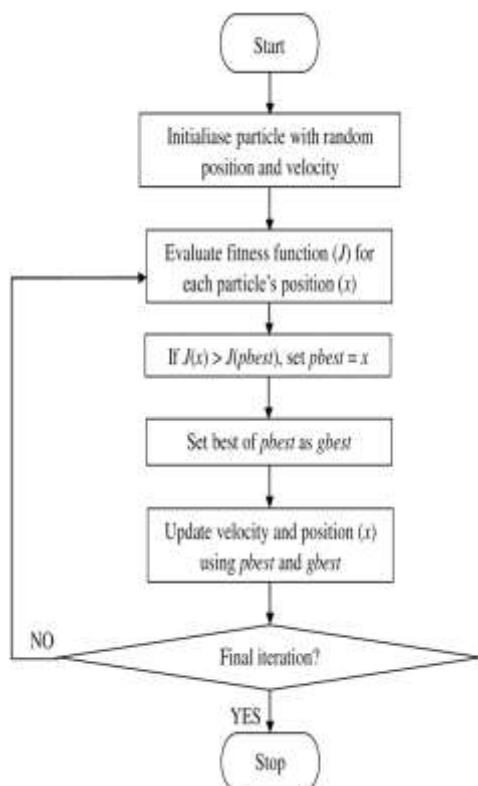 Start
Initialiase particle with random
position and velocity
Evaluate fitness function (J) for
each particle's position (x)
If J(x) > J(pbest), set pbest = x
Set best of pbest as gbest
Update velocity and position (x)
using pbest and gbest
NO
Final iteration?
YES
Stop